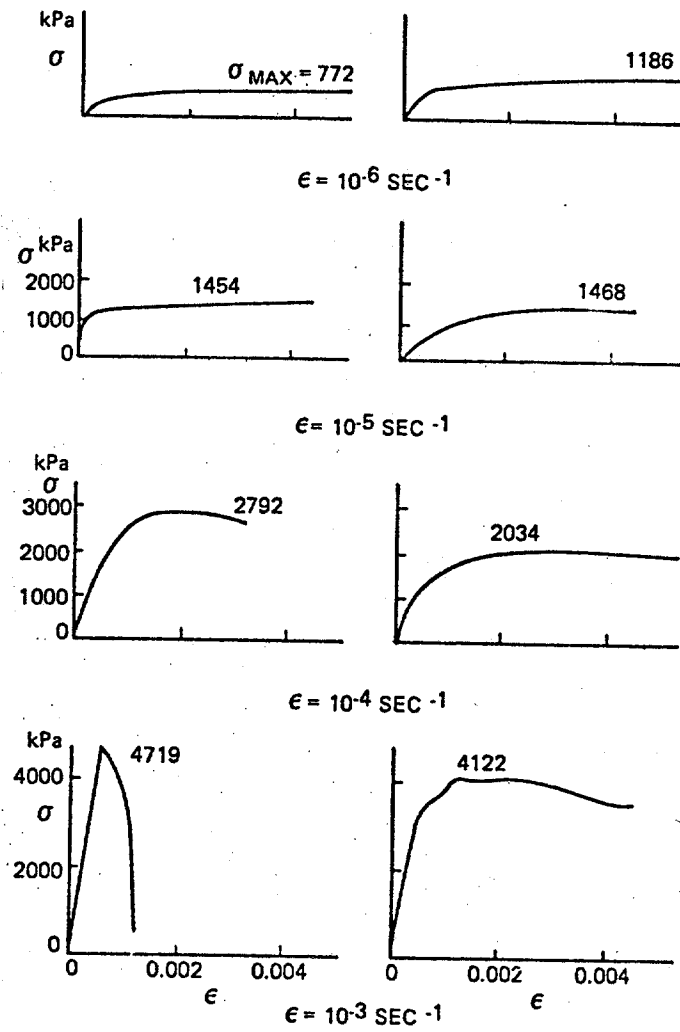 kPa
σ
σ MAX = 772
1186
ϵ = 10-6 SEC -1
σ kPa
2000
1000
0
1454
1468
ϵ = 10-5 SEC -1
kPa
σ
3000
2000
1000
0
2792
2034
ϵ = 10-4 SEC -1
kPa
4000
σ
2000
0
4719
4122
0 0.002 0.004
ϵ
0 0.002 0.004
ϵ
ϵ = 10-3 SEC -1